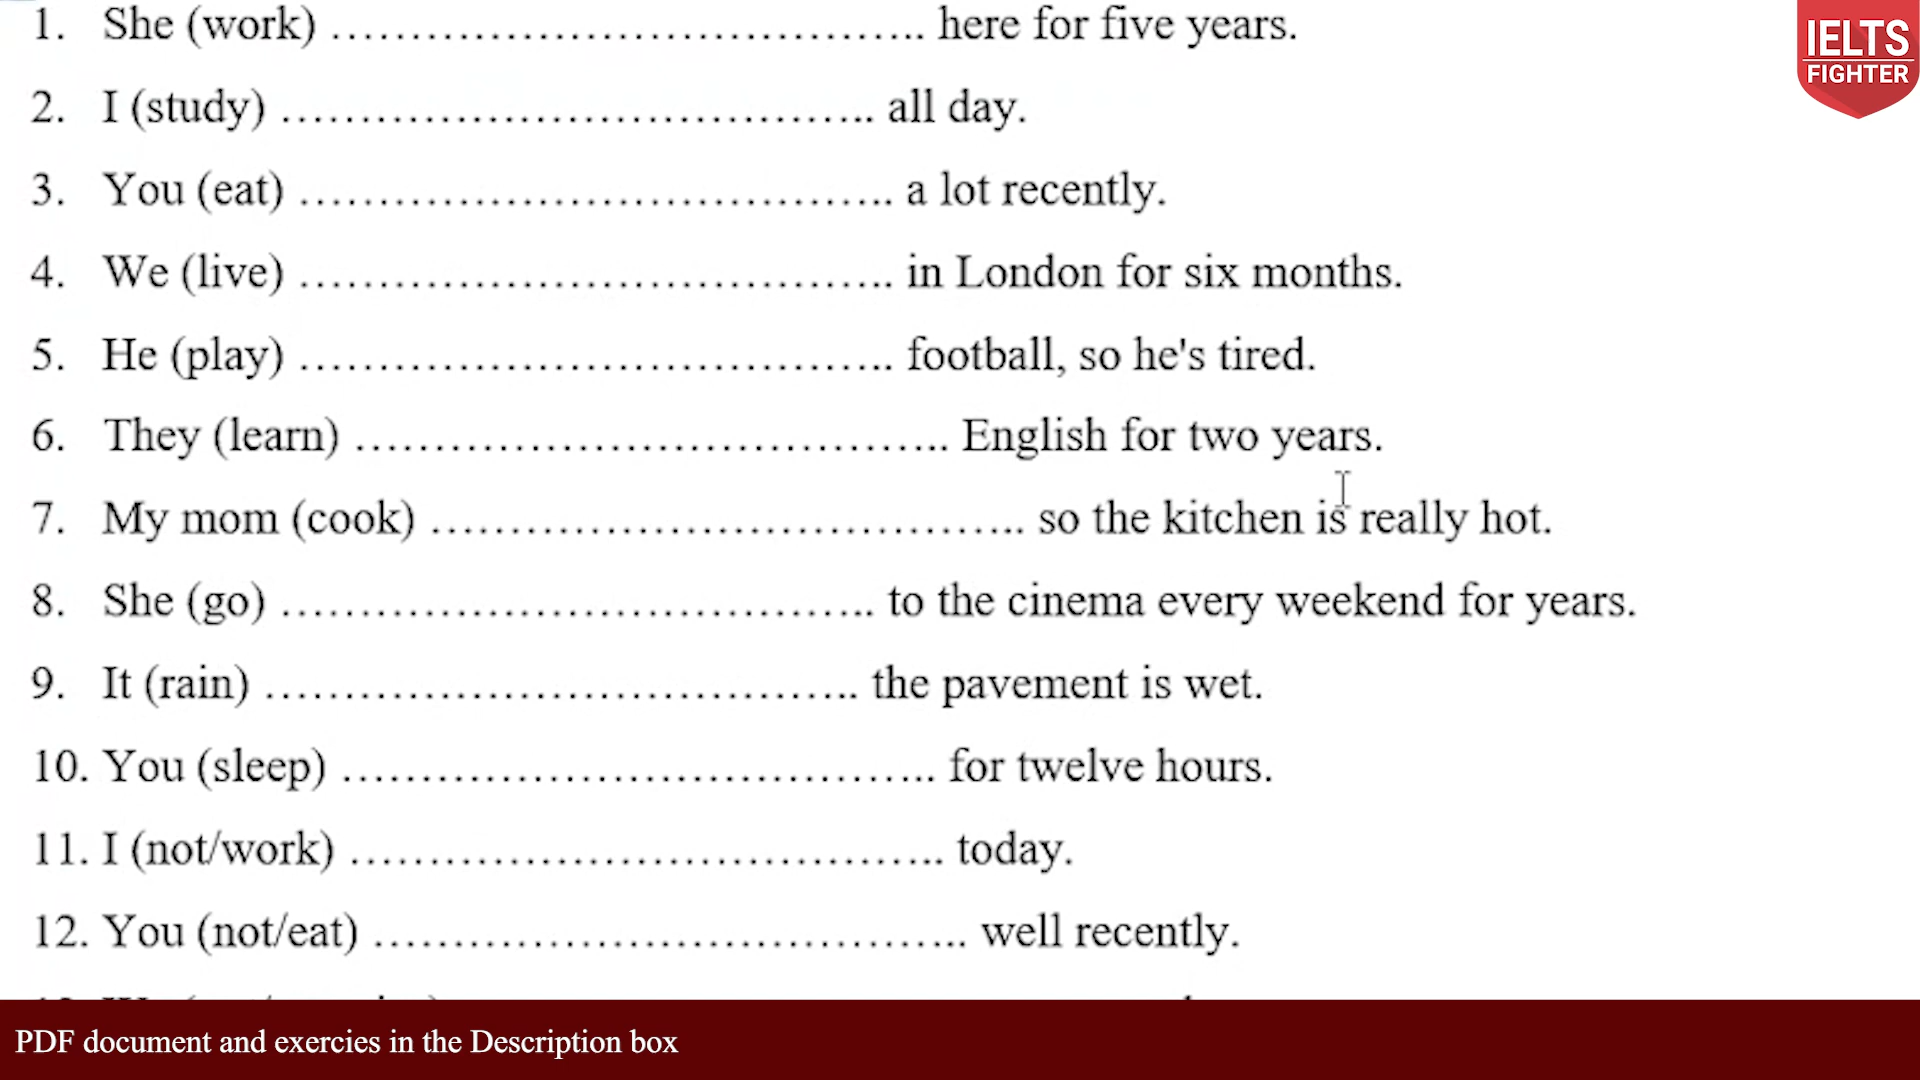 1. She (work) ……………………………….. here for five years.
IELTS
FIGHTER
2. I (study) ……………………………….. all day.
3. You (eat) ……………………………….. a lot recently.
4. We (live) ……………………………….. in London for six months.
5. He (play) ……………………………….. football, so he's tired.
6. They (learn) ……………………………….. English for two years.
7. My mom (cook) ……………………………….. so the kitchen is really hot.
8. She (go) ……………………………….. to the cinema every weekend for years.
9. It (rain) ……………………………….. the pavement is wet.
10. You (sleep) ……………………………….. for twelve hours.
11. I (not/work) ……………………………….. today.
12. You (not/eat) ……………………………….. well recently.
PDF document and exercies in the Description box